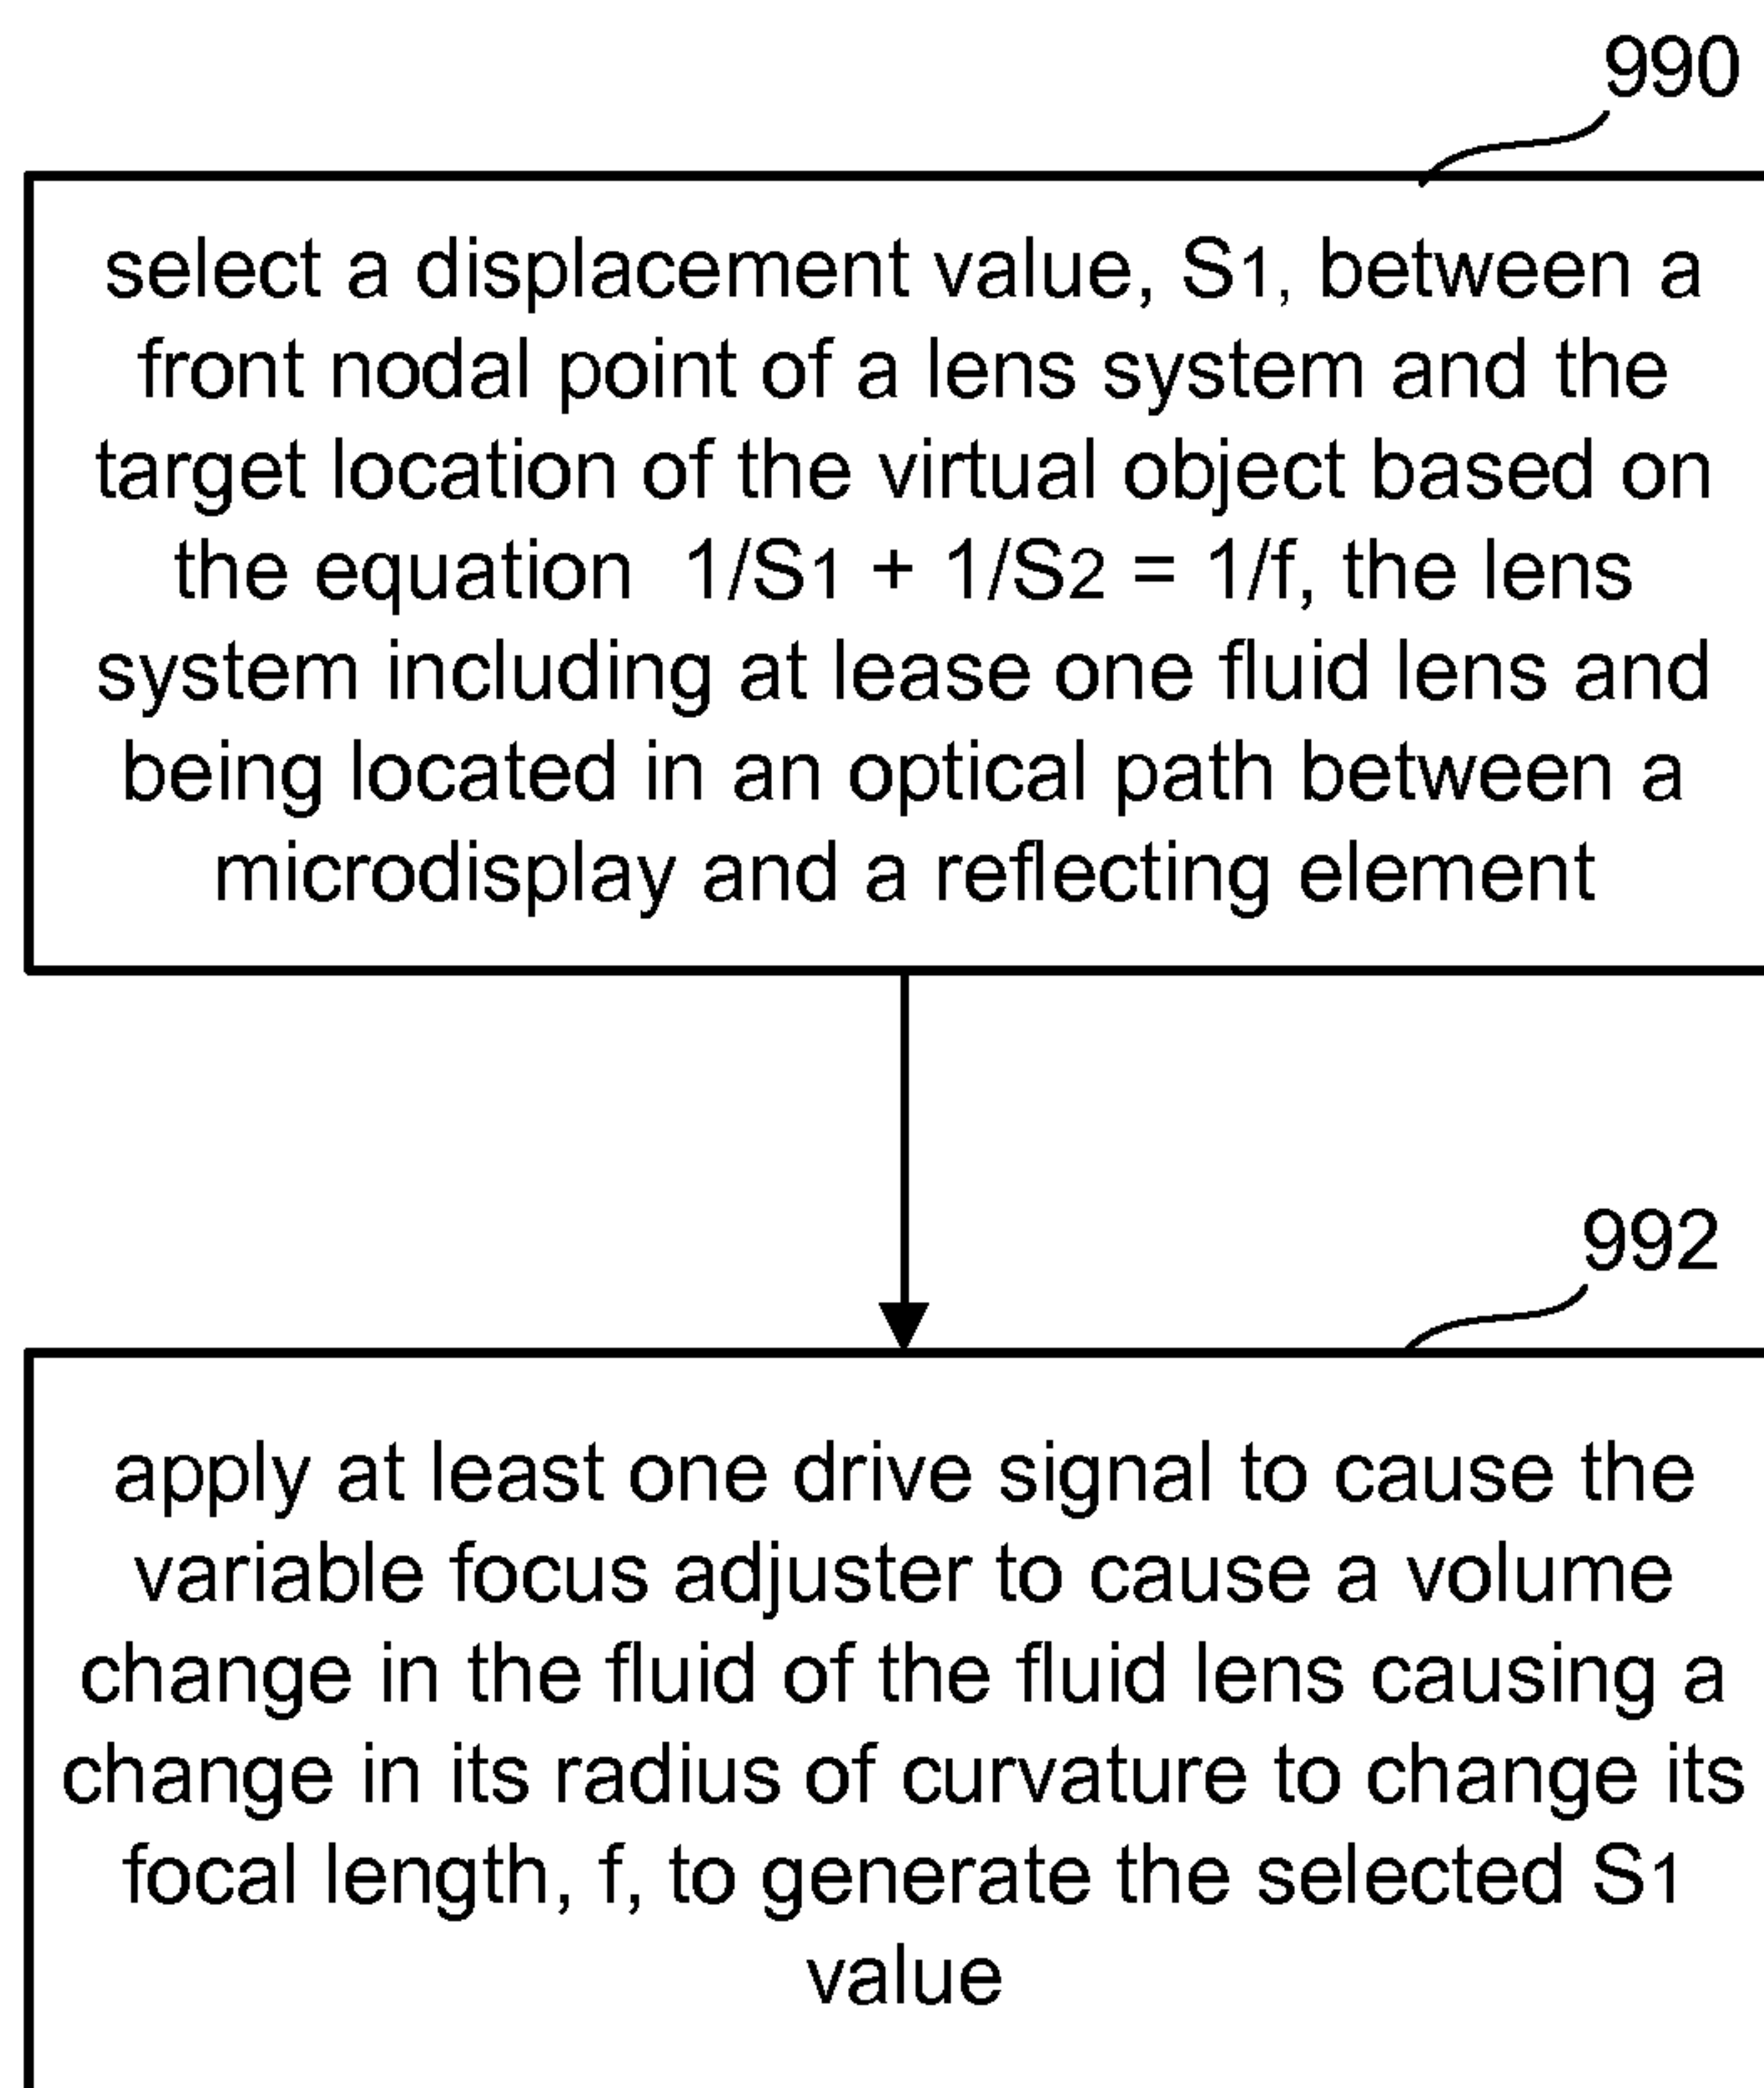 990
select a displacement value, S1, between a
front nodal point of a lens system and the
target location of the virtual object based on
the equation 1/S1 + 1/S2 = 1/f, the lens
system including at lease one fluid lens and
being located in an optical path between a
microdisplay and a reflecting element
992
apply at least one drive signal to cause the
variable focus adjuster to cause a volume
change in the fluid of the fluid lens causing a
change in its radius of curvature to change its
focal length, f, to generate the selected S1
value